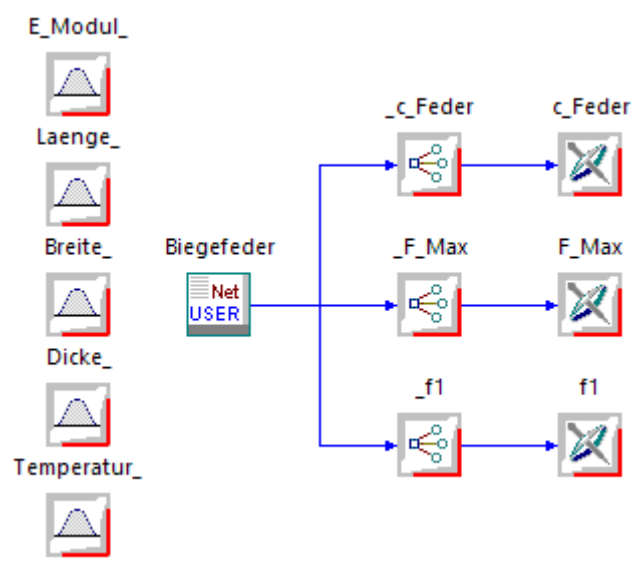 E_Modul_
Laenge_
Breite_
Dicke_
Temperatur_
Biegefeder
Net
USER
_c_Feder
c_Feder
_F_Max
F_Max
_f1
f1